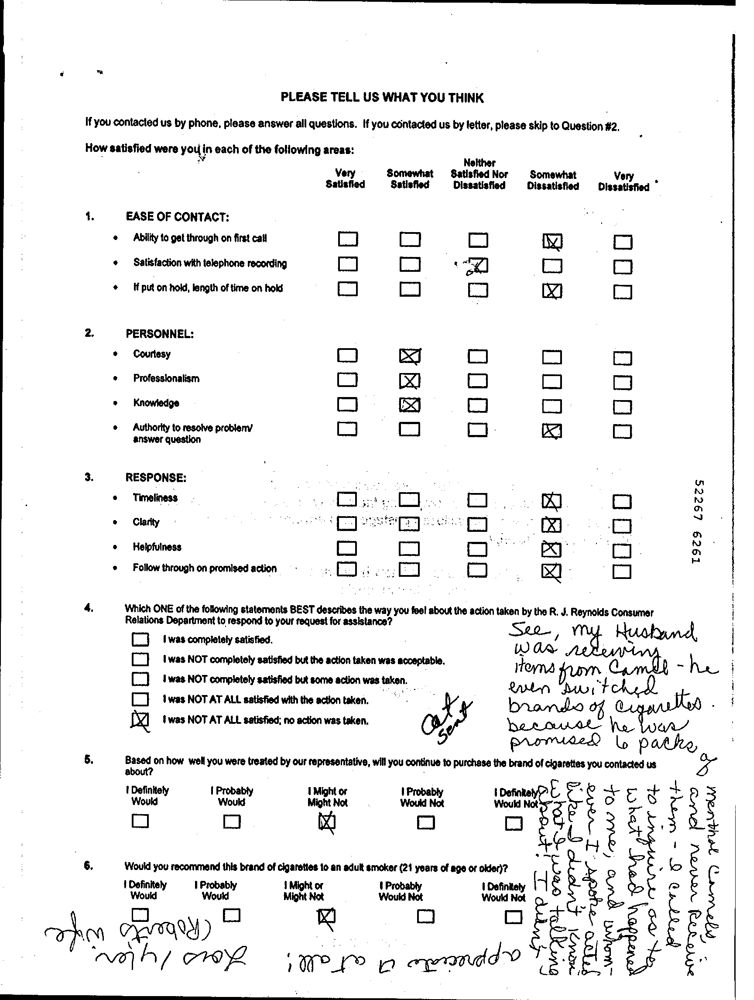 PLEASE TELL US WHAT YOU THINK
If you contacted us by phone, please answer all questions. If you contacted us by letter, please skip to Question #2.
How satisfied were you in each of the following areas:
Very Satisfied
Somewhat Satisfied
Neither Satisfied Nor Dissatisfied
Somewhat Dissatisfied
Very Dissatisfied
1. EASE OF CONTACT:
• Ability to get through on first call
• Satisfaction with telephone recording
• If put on hold, length of time on hold
2. PERSONNEL:
• Courtesy
• Professionalism
• Knowledge
• Authority to resolve problem/
answer question
3. RESPONSE:
• Timeliness
• Clarity
• Helpfulness
• Follow through on promised action
52267 6261
4. Which ONE of the following statements BEST describes the way you feel about the action taken by the R. J. Reynolds Consumer
Relations Department to respond to your request for assistance?
I was completely satisfied.
I was NOT completely satisfied but the action taken was acceptable.
I was NOT completely satisfied but some action was taken.
I was NOT AT ALL satisfied with the action taken.
I was NOT AT ALL satisfied; no action was taken.
Cat
sent
See, my Husband
was receiving
items from Camel - he
even switched
brands of cigarettes.
because he was
promised 6 packs
of
menthol Camels,
and never receive
them - I called
to inquire as to
what had happened
to me, and whom-
ever I spoke acted
like I didn't know
what I was talking
about! I didn't
appreciate it at all!
Lois Tyler
(Roberts wife
5. Based on how well you were treated by our representative, will you continue to purchase the brand of cigarettes you contacted us
about?
I Definitely Would
I Probably Would
I Might or Might Not
I Probably Would Not
I Definitely Would Not
6. Would you recommend this brand of cigarettes to an adult smoker (21 years of age or older)?
I Definitely Would
I Probably Would
I Might or Might Not
I Probably Would Not
I Definitely Would Not